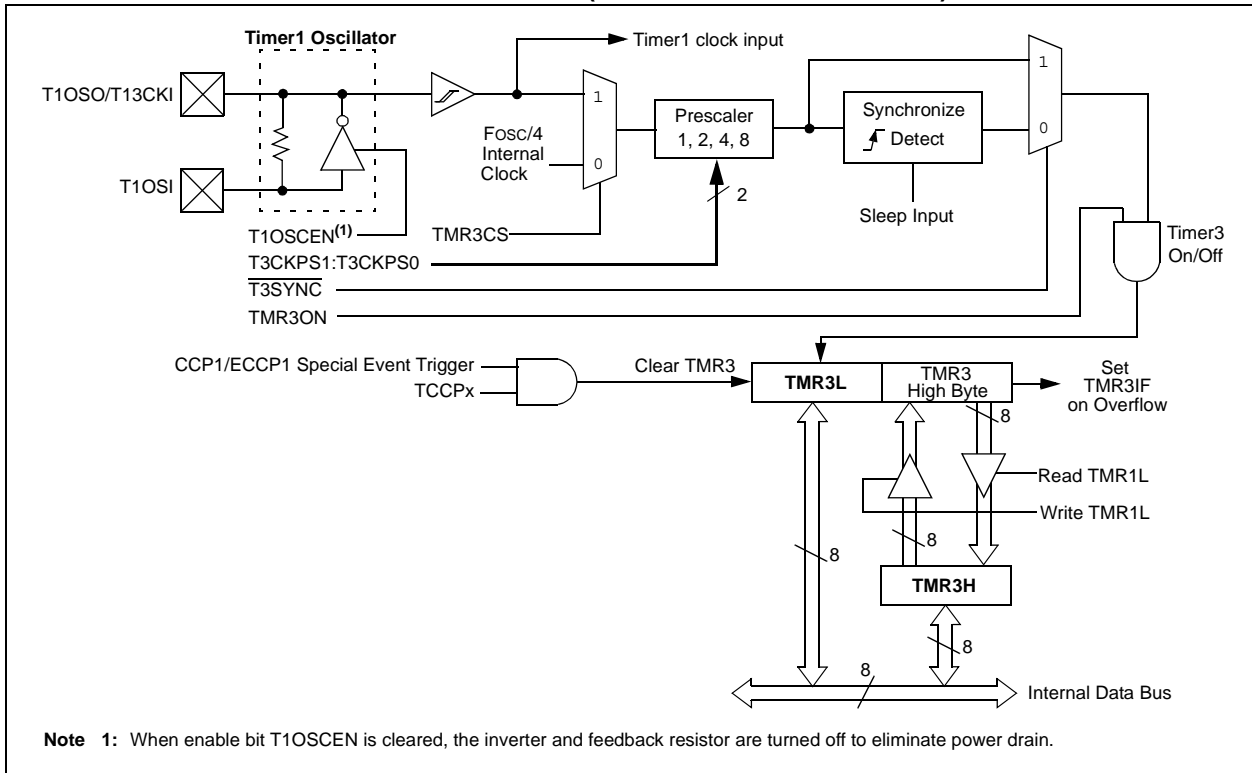 Timer1 Oscillator
Timer1 clock input
T1OSO/T13CKI
1
1
FOSC/4
Internal
Clock
0
Prescaler
1, 2, 4, 8
Synchronize
Detect
0
T1OSI
2
Sleep Input
T1OSCEN(1)
TMR3CS
Timer3
On/Off
T3CKPS1:T3CKPS0
T3SYNC
TMR3ON
CCP1/ECCP1 Special Event Trigger
TCCPx
Clear TMR3
TMR3L
TMR3
High Byte
Set
TMR3IF
on Overflow
8
Read TMR1L
Write TMR1L
8
8
TMR3H
8
8
Internal Data Bus
Note 1: When enable bit T1OSCEN is cleared, the inverter and feedback resistor are turned off to eliminate power drain.